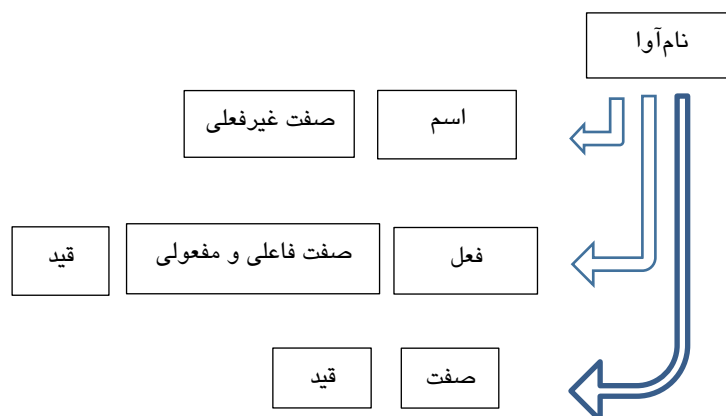 نام‌آوا
اسم
صفت غیرفعلی
فعل
صفت فاعلی و مفعولی
قید
صفت
قید